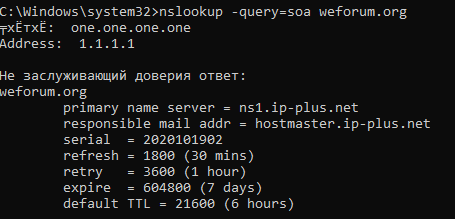 C:\Windows\system32>nslookup -query=soa weforum.org
╤хЁтхЁ:  one.one.one.one
Address:  1.1.1.1

Не заслуживающий доверия ответ:
weforum.org
        primary name server = ns1.ip-plus.net
        responsible mail addr = hostmaster.ip-plus.net
        serial  = 2020101902
        refresh = 1800 (30 mins)
        retry   = 3600 (1 hour)
        expire  = 604800 (7 days)
        default TTL = 21600 (6 hours)